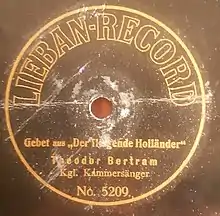 LIEBAN-RECORD
Gebet aus „Der fliegende Holländer"
Theodor Bertram
Kgl. Kammersänger
No. 5209.